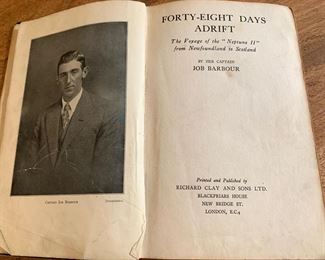 Captain Job Barbour
FORTY-EIGHT DAYS
ADRIFT
The Voyage of the "Neptune II"
from Newfoundland to Scotland
BY HER CAPTAIN
JOB BARBOUR
Printed and Published by
RICHARD CLAY AND SONS LTD.
BLACKFRIARS HOUSE
NEW BRIDGE ST.
LONDON, E.C.4